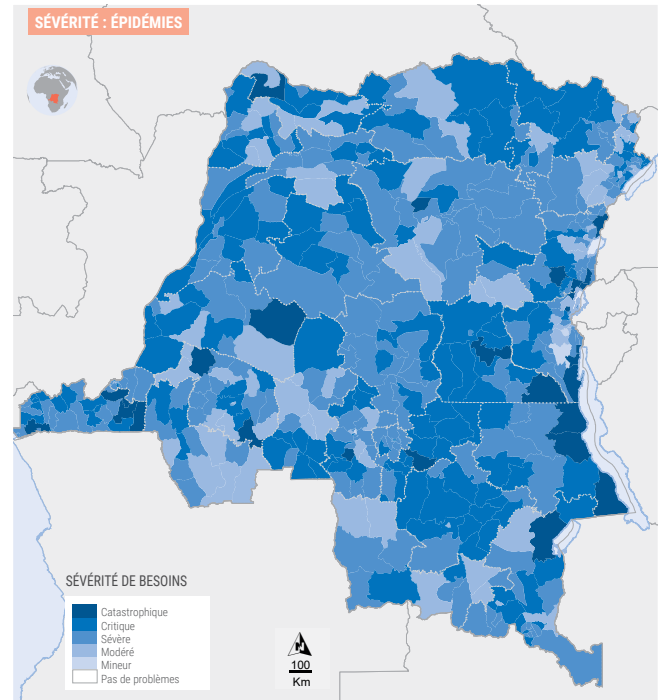 SÉVÉRITÉ : ÉPIDÉMIES
SÉVÉRITÉ DE BESOINS
Catastrophique
Critique
Sévère
Modéré
Mineur
Pas de problèmes
N
100
Km